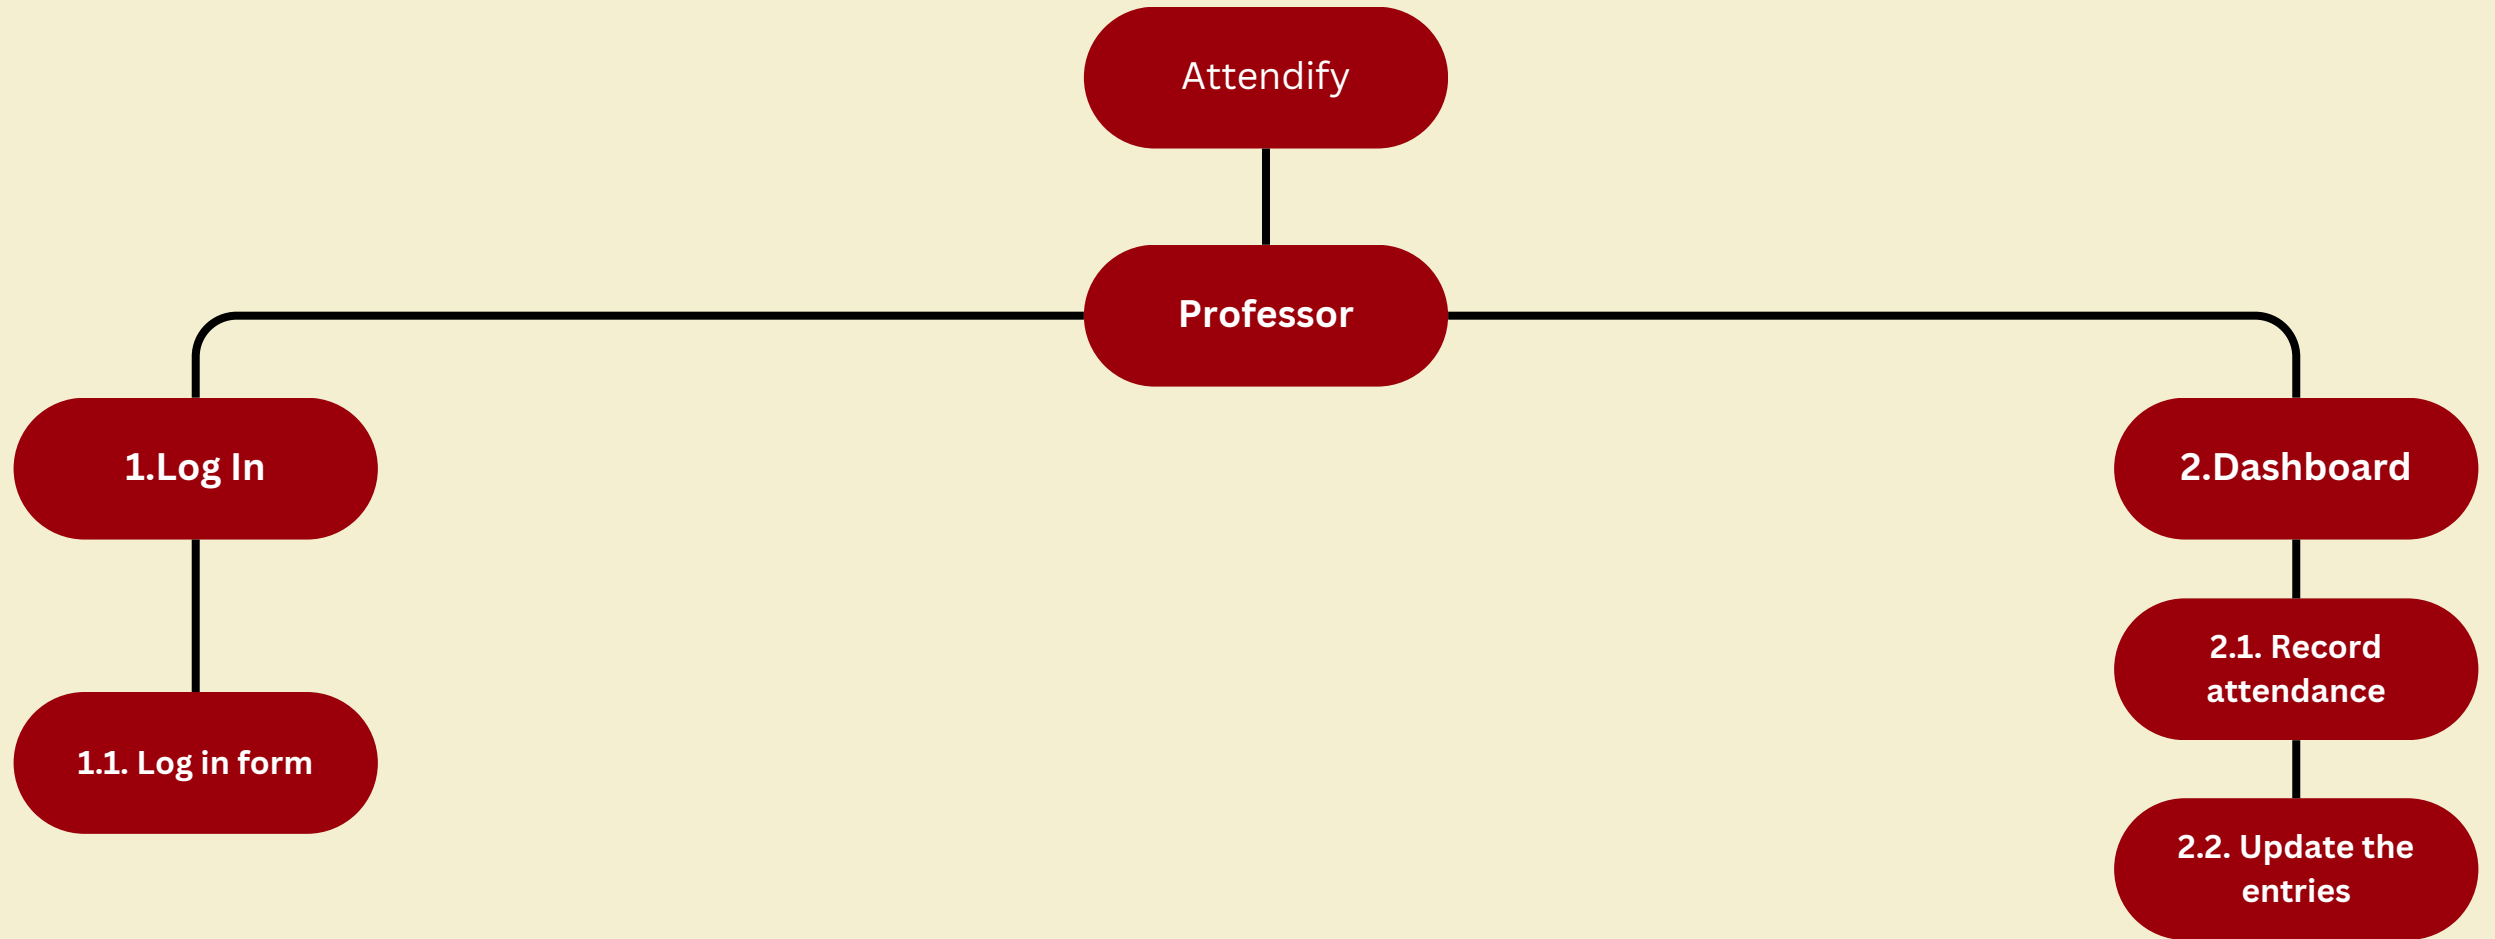 Attendify
Professor
1.Log In
2.Dashboard
2.1. Record
attendance
1.1. Log in form
2.2. Update the
entries